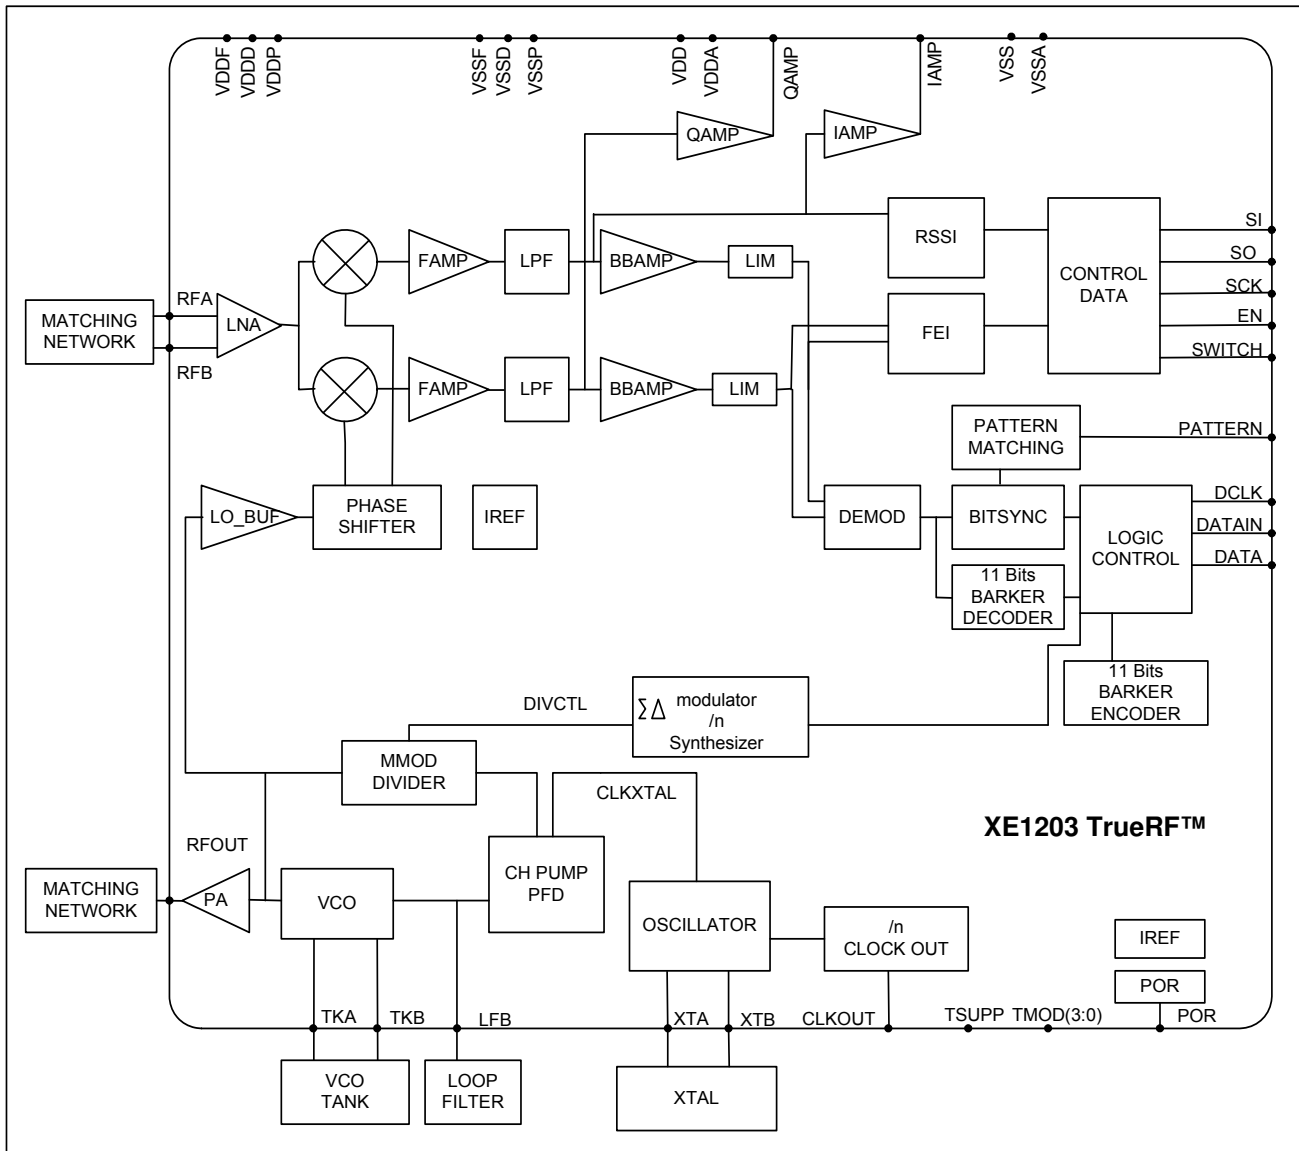 VDDF
VDDD
VDDP
VSSF
VSSD
VSSP
VDD
VDDA
QAMP
IAMP
VSS
VSSA
QAMP
IAMP
RSSI
CONTROL
DATA
SI
SO
SCK
EN
SWITCH
FAMP
LPF
BBAMP
LIM
MATCHING
NETWORK
RFA
RFB
LNA
FEI
FAMP
LPF
BBAMP
LIM
PATTERN
MATCHING
PATTERN
LO_BUF
PHASE
SHIFTER
IREF
DEMOD
BITSYNC
LOGIC
CONTROL
DCLK
DATAIN
DATA
11 Bits
BARKER
DECODER
11 Bits
BARKER
ENCODER
DIVCTL
ΣΔ modulator
/n
Synthesizer
MMOD
DIVIDER
CLKXTAL
XE1203 TrueRF™
RFOUT
MATCHING
NETWORK
PA
VCO
CH PUMP
PFD
OSCILLATOR
/n
CLOCK OUT
IREF
POR
TKA
TKB
LFB
XTA
XTB
CLKOUT
TSUPP
TMOD(3:0)
POR
VCO
TANK
LOOP
FILTER
XTAL